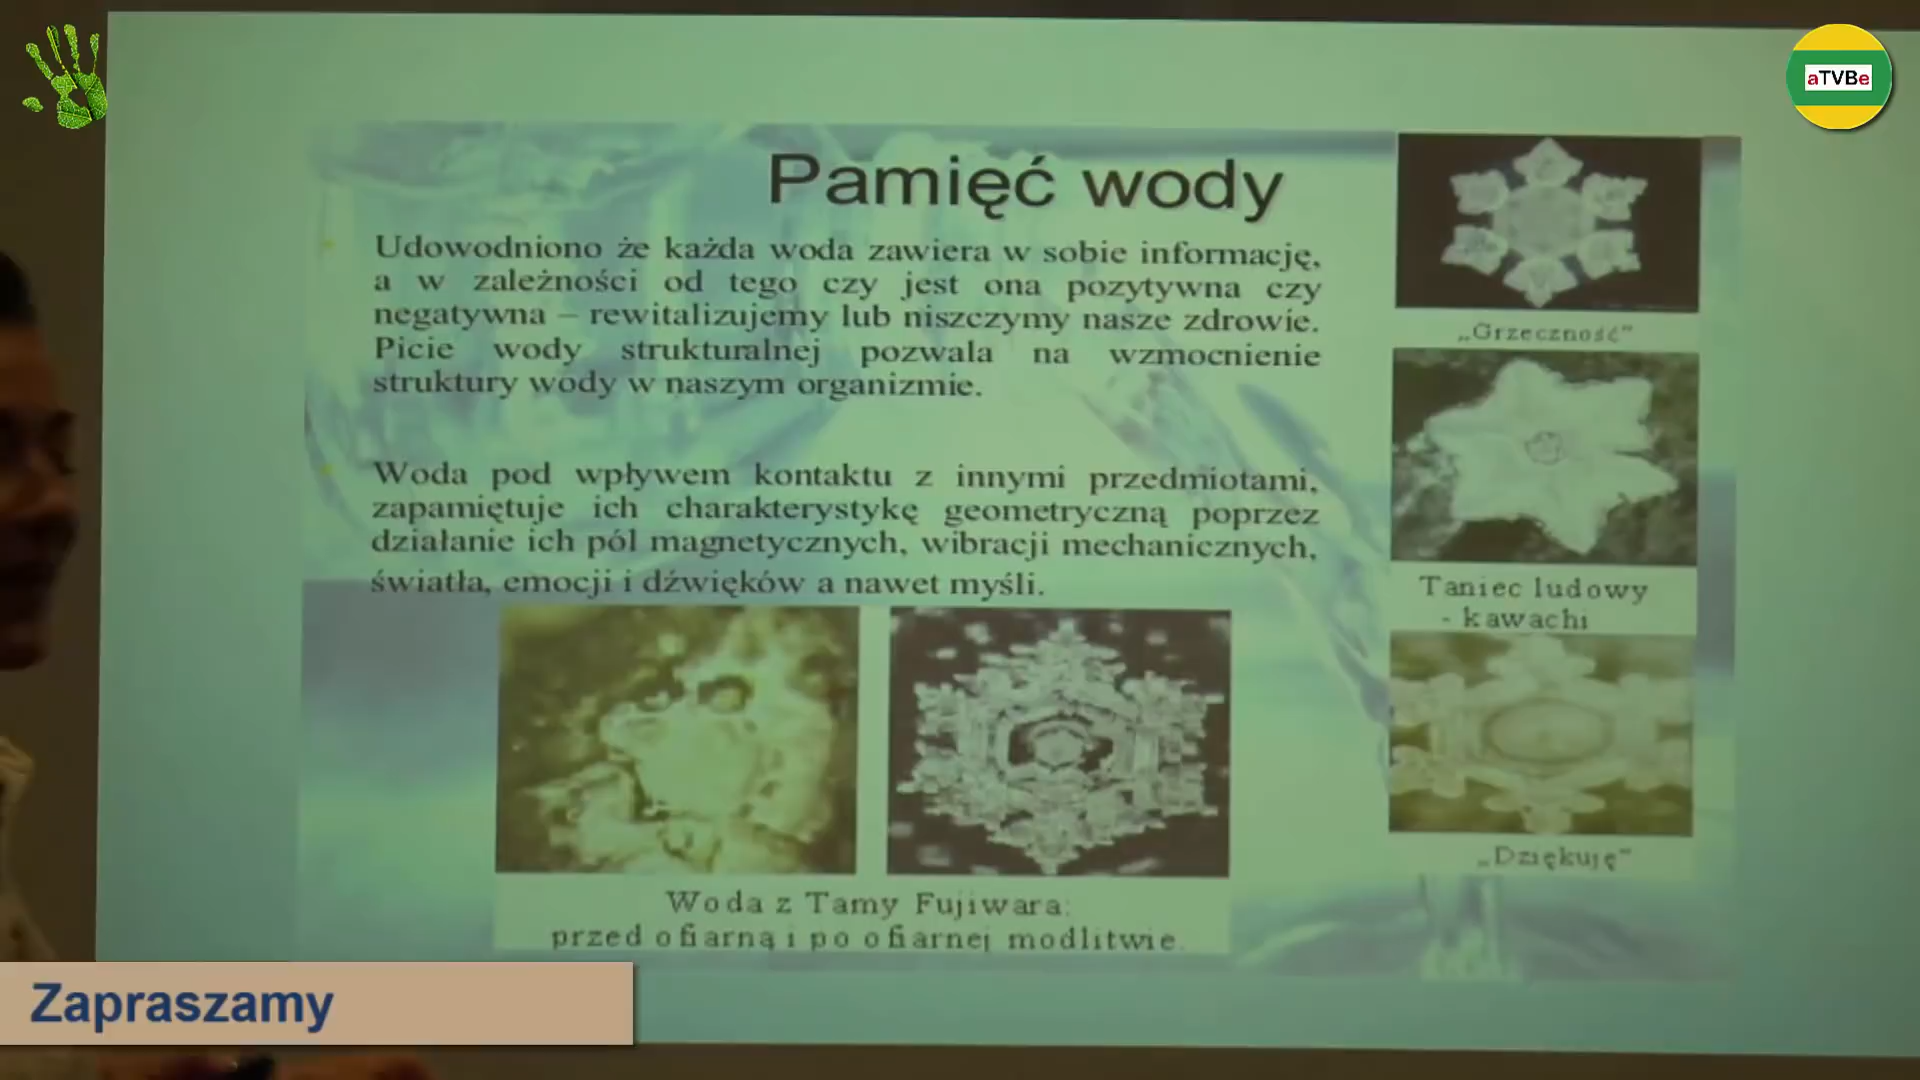 aTVBe
Pamięć wody
Udowodniono że każda woda zawiera w sobie informację,
a w zależności od tego czy jest ona pozytywna czy
negatywna – rewitalizujemy lub niszczymy nasze zdrowie.
Picie wody strukturalnej pozwala na wzmocnienie
struktury wody w naszym organizmie.
Woda pod wpływem kontaktu z innymi przedmiotami,
zapamiętuje ich charakterystykę geometryczną poprzez
działanie ich pól magnetycznych, wibracji mechanicznych,
światła, emocji i dźwięków a nawet myśli.
„Grzeczność"
Taniec ludowy
- kawachi
„Dziękuję"
Woda z Tamy Fujiwara:
przed ofiarną i po ofiarnej modlitwie.
Zapraszamy